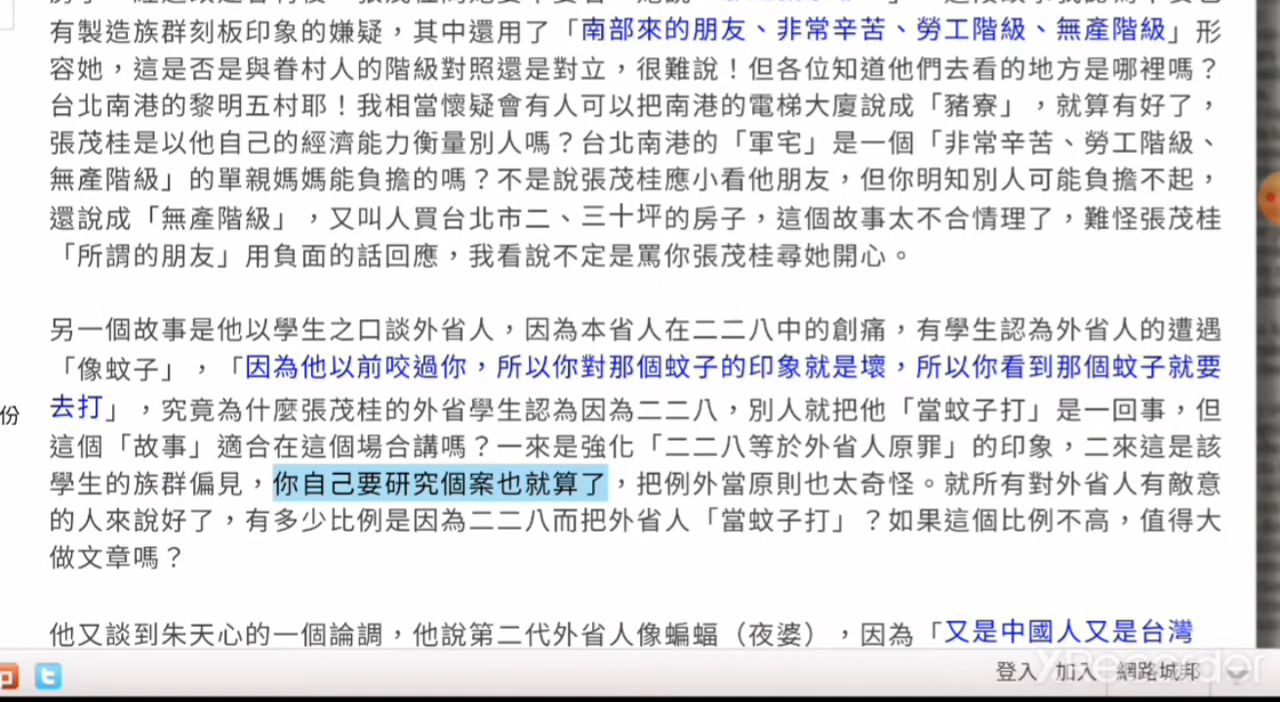 有製造族群刻板印象的嫌疑，其中還用了「南部來的朋友、非常辛苦、勞工階級、無產階級」形
容她，這是否是與眷村人的階級對照還是對立，很難說！但各位知道他們去看的地方是哪裡嗎？
台北南港的黎明五村耶！我相當懷疑會有人可以把南港的電梯大廈說成「豬寮」，就算有好了，
張茂桂是以他自己的經濟能力衡量別人嗎？台北南港的「軍宅」是一個「非常辛苦、勞工階級、
無產階級」的單親媽媽能負擔的嗎？不是說張茂桂應小看他朋友，但你明知別人可能負擔不起，
還說成「無產階級」，又叫人買台北市二、三十坪的房子，這個故事太不合情理了，難怪張茂桂
「所謂的朋友」用負面的話回應，我看說不定是罵你張茂桂尋她開心。
另一個故事是他以學生之口談外省人，因為本省人在二二八中的創痛，有學生認為外省人的遭遇
「像蚊子」，「因為他以前咬過你，所以你對那個蚊子的印象就是壞，所以你看到那個蚊子就要
去打」，究竟為什麼張茂桂的外省學生認為因為二二八，別人就把他「當蚊子打」是一回事，但
份
這個「故事」適合在這個場合講嗎？一來是強化「二二八等於外省人原罪」的印象，二來這是該
學生的族群偏見，你自己要研究個案也就算了，把例外當原則也太奇怪。就所有對外省人有敵意
的人來說好了，有多少比例是因為二二八而把外省人「當蚊子打」？如果這個比例不高，值得大
做文章嗎？
他又談到朱天心的一個論調，他說第二代外省人像蝙蝠（夜婆），因為「又是中國人又是台灣
登入 加入 網路城邦
XRecorder